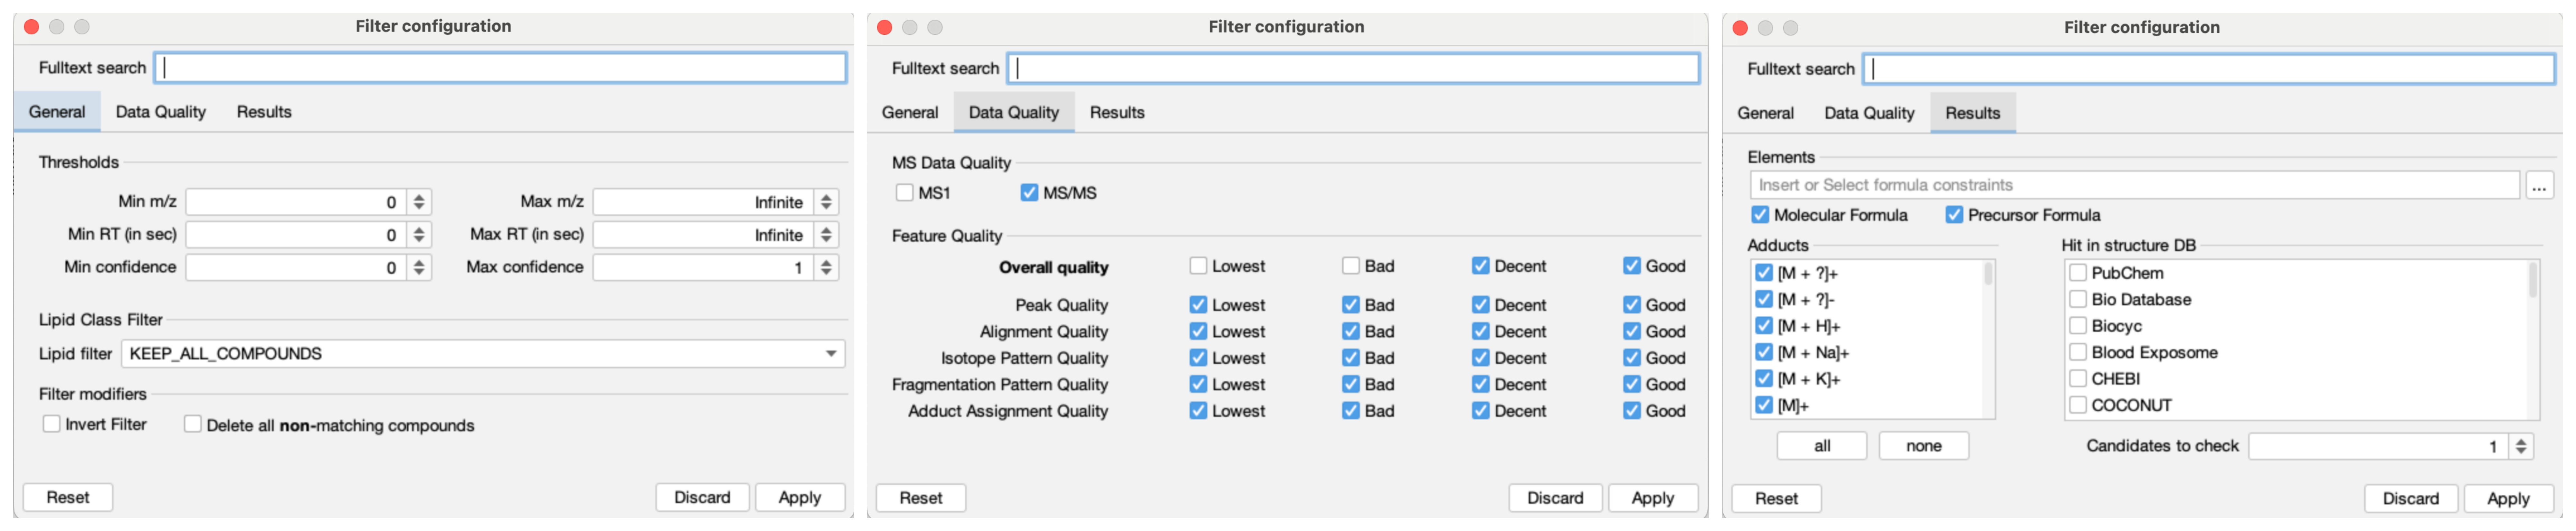 Filter configuration
Fulltext search
General Data Quality Results
Thresholds
Min m/z 0 Max m/z Infinite
Min RT (in sec) 0 Max RT (in sec) Infinite
Min confidence 0 Max confidence 1
Lipid Class Filter
Lipid filter KEEP_ALL_COMPOUNDS
Filter modifiers
Invert Filter Delete all non-matching compounds
Reset Discard Apply
Filter configuration
Fulltext search
General Data Quality Results
MS Data Quality
MS1 MS/MS
Feature Quality
Overall quality Lowest Bad Decent Good
Peak Quality Lowest Bad Decent Good
Alignment Quality Lowest Bad Decent Good
Isotope Pattern Quality Lowest Bad Decent Good
Fragmentation Pattern Quality Lowest Bad Decent Good
Adduct Assignment Quality Lowest Bad Decent Good
Reset Discard Apply
Filter configuration
Fulltext search
General Data Quality Results
Elements
Insert or Select formula constraints ...
Molecular Formula Precursor Formula
Adducts Hit in structure DB
[M + ?]+ PubChem
[M + ?]- Bio Database
[M + H]+ Biocyc
[M + Na]+ Blood Exposome
[M + K]+ CHEBI
[M]+ COCONUT
all none Candidates to check 1
Reset Discard Apply